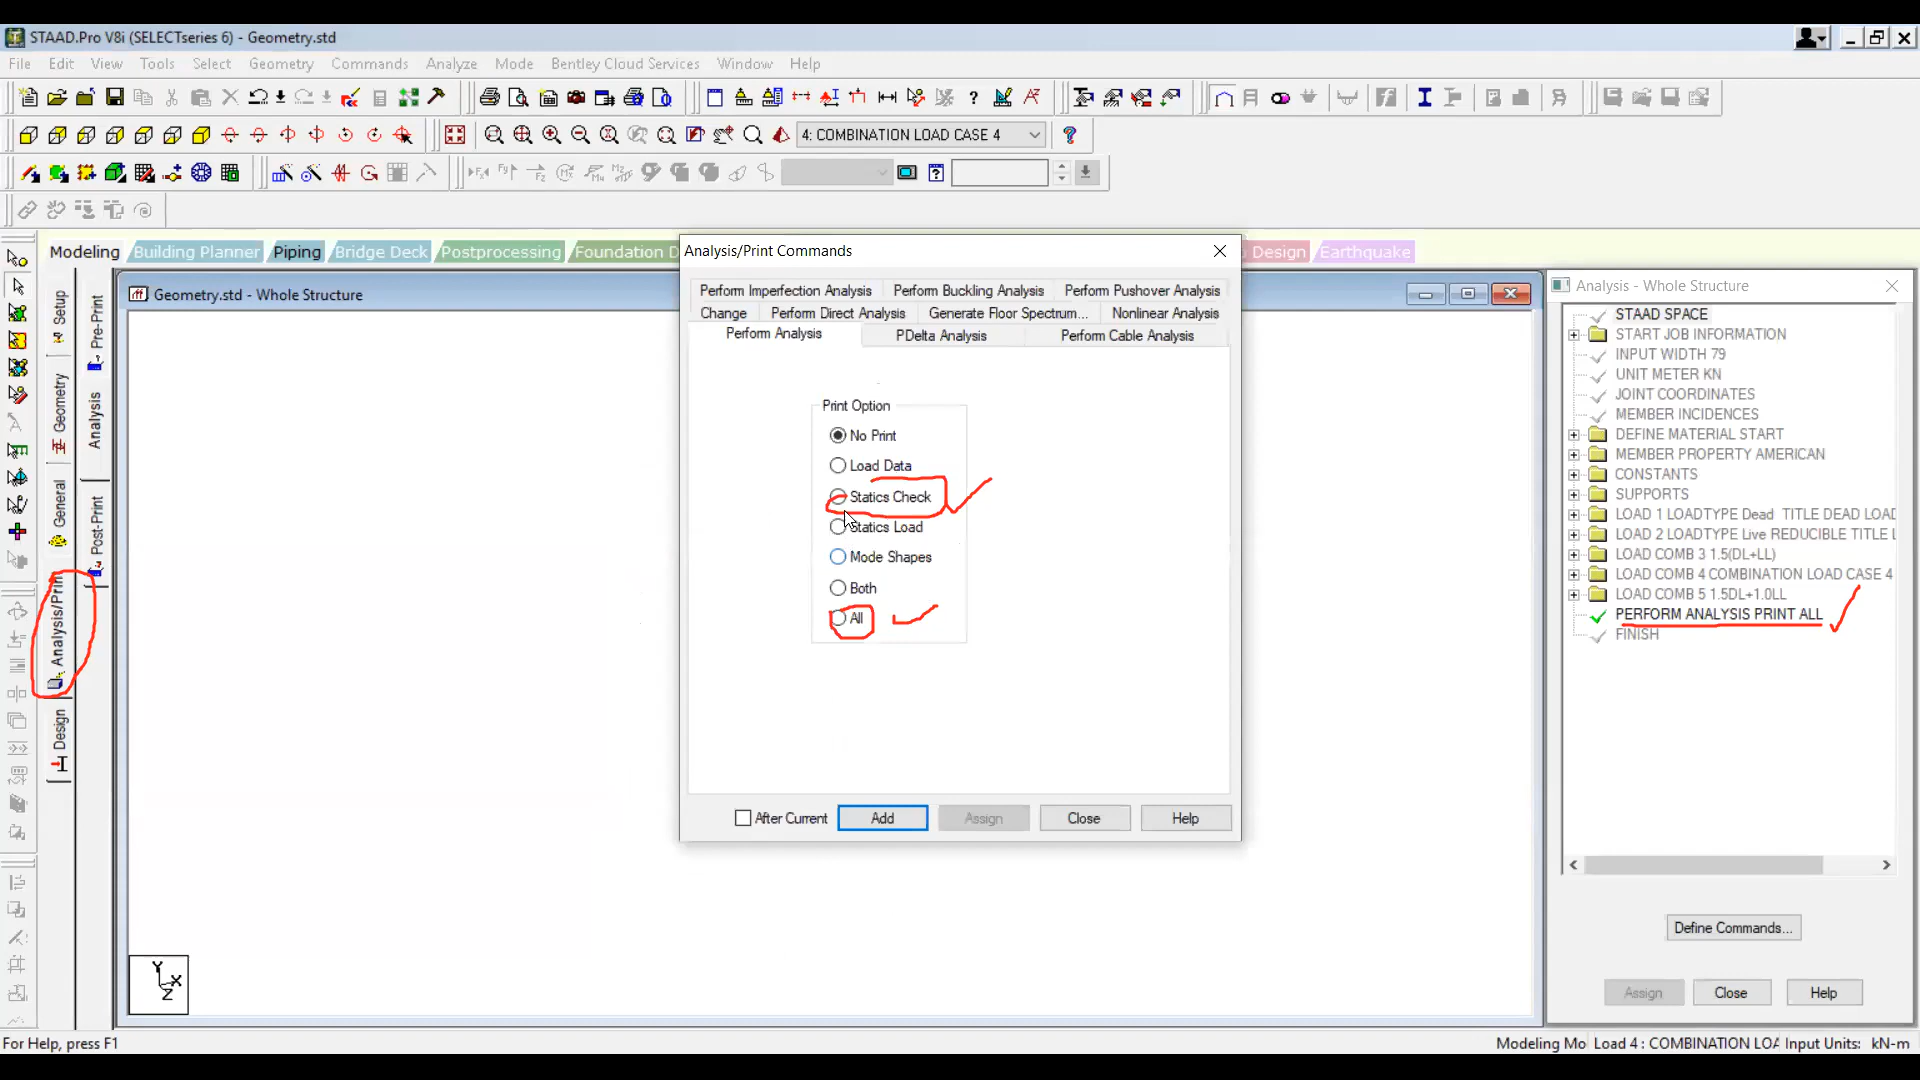 STAAD.Pro V8i (SELECTseries 6) - Geometry.std
File Edit View Tools Select Geometry Commands Analyze Mode Bentley Cloud Services Window Help
4: COMBINATION LOAD CASE 4
Modeling Building Planner Piping Bridge Deck Postprocessing Foundation D Design Earthquake
Setup
Geometry
General
Analysis/Print
Design
Pre-Print
Analysis
Post-Print
Geometry.std - Whole Structure
Analysis/Print Commands
Perform Imperfection Analysis Perform Buckling Analysis Perform Pushover Analysis
Change Perform Direct Analysis Generate Floor Spectrum... Nonlinear Analysis
Perform Analysis PDelta Analysis Perform Cable Analysis
Print Option
No Print
Load Data
Statics Check
Statics Load
Mode Shapes
Both
All
After Current Add Assign Close Help
Analysis - Whole Structure
STAAD SPACE
START JOB INFORMATION
INPUT WIDTH 79
UNIT METER KN
JOINT COORDINATES
MEMBER INCIDENCES
DEFINE MATERIAL START
MEMBER PROPERTY AMERICAN
CONSTANTS
SUPPORTS
LOAD 1 LOADTYPE Dead TITLE DEAD LOAD
LOAD 2 LOADTYPE Live REDUCIBLE TITLE L
LOAD COMB 3 1.5(DL+LL)
LOAD COMB 4 COMBINATION LOAD CASE 4
LOAD COMB 5 1.5DL+1.0LL
PERFORM ANALYSIS PRINT ALL
FINISH
Define Commands...
Assign Close Help
Y
X
Z
For Help, press F1
Modeling Mo Load 4 : COMBINATION LOA Input Units: kN-m